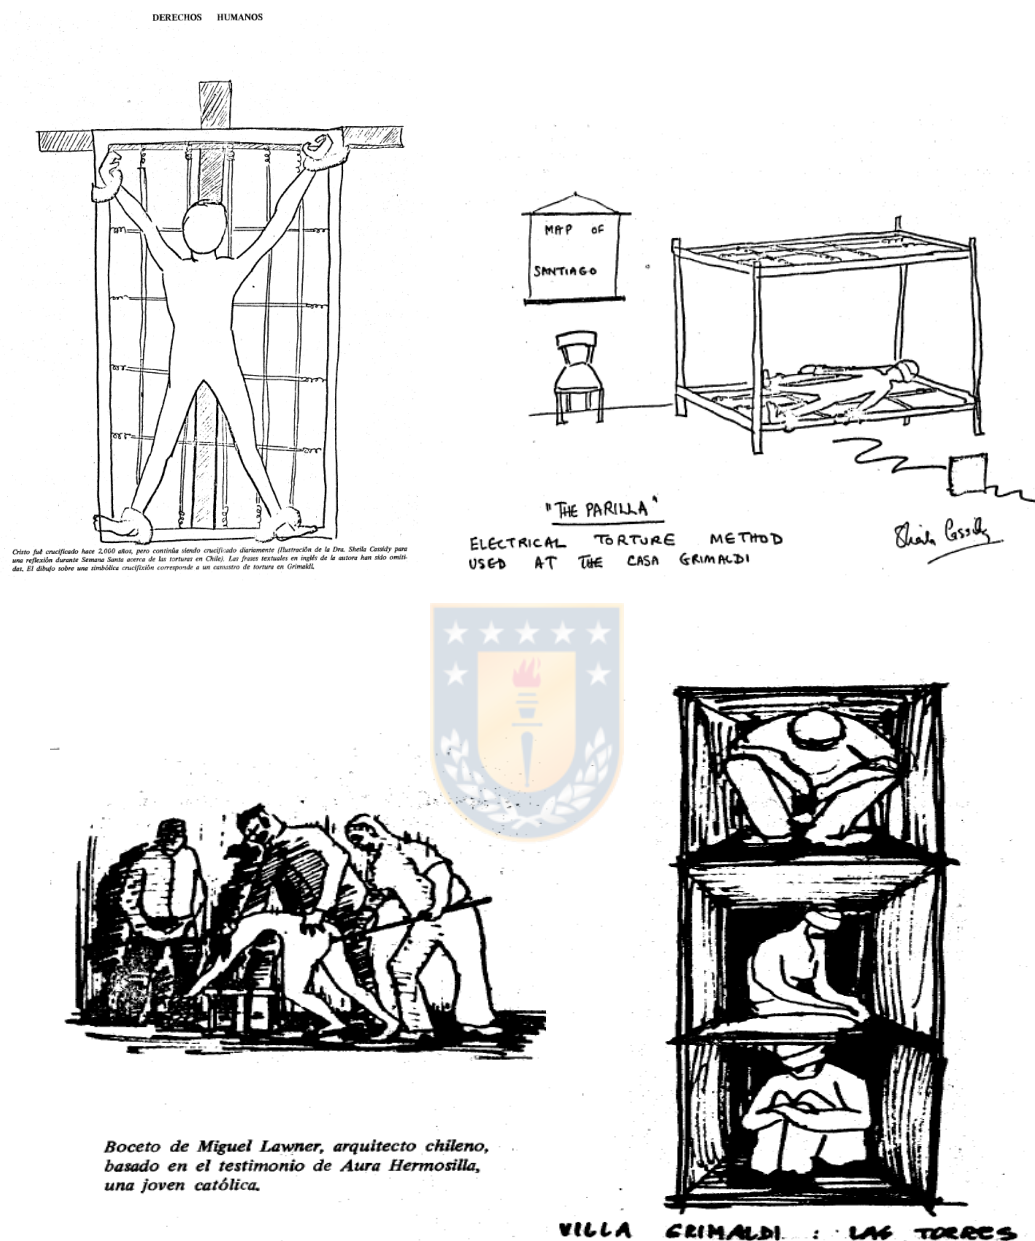 DERECHOS HUMANOS
Cristo fué crucificado hace 2,000 años, pero continúa siendo crucificado diariamente (Ilustración de la Dra. Sheila Cassidy para
una reflexión durante Semana Santa acerca de las torturas en Chile). Las frases textuales en inglés de la autora han sido omiti-
das. El dibujo sobre una simbólica crucifixión corresponde a un camastro de tortura en Grimaldi.
MAP OF
SANTIAGO
"THE PARILLA"
ELECTRICAL TORTURE METHOD
USED AT THE CASA GRIMALDI
Sheila Cassidy
Boceto de Miguel Lawner, arquitecto chileno,
basado en el testimonio de Aura Hermosilla,
una joven católica.
VILLA GRIMALDI : LAS TORRES